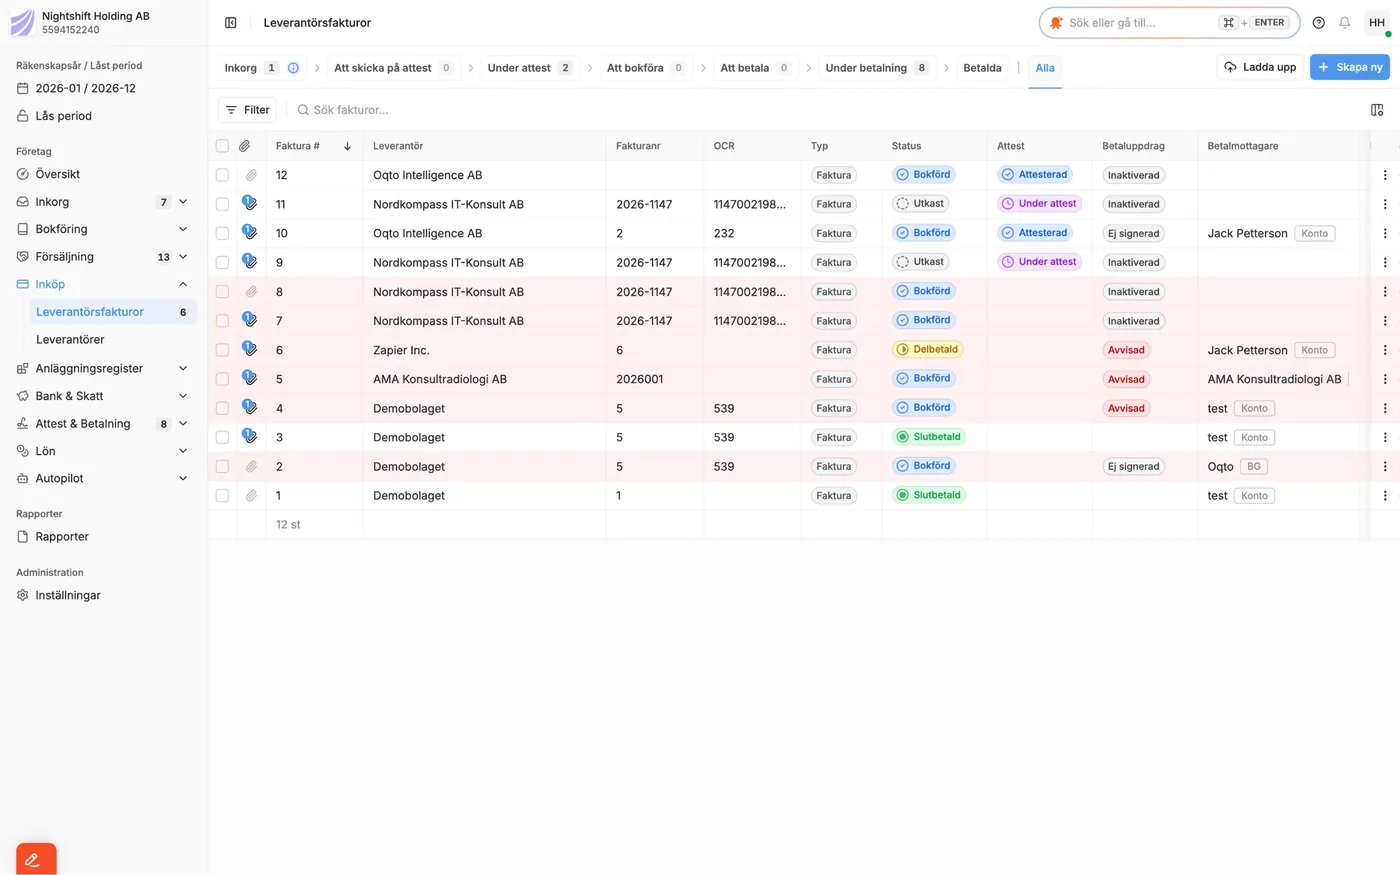 Nightshift Holding AB
5594152240
Leverantörsfakturor
Sök eller gå till...
⌘ + ENTER
HH
Räkenskapsår / Låst period
2026-01 / 2026-12
Lås period
Företag
Översikt
Inkorg 7
Bokföring
Försäljning 13
Inköp
Leverantörsfakturor 6
Leverantörer
Anläggningsregister
Bank & Skatt
Attest & Betalning 8
Lön
Autopilot
Rapporter
Rapporter
Administration
Inställningar
Inkorg 1 Att skicka på attest 0 Under attest 2 Att bokföra 0 Att betala 0 Under betalning 8 Betalda Alla
Ladda upp
Skapa ny
Filter
Sök fakturor...
Faktura # Leverantör Fakturanr OCR Typ Status Attest Betaluppdrag Betalmottagare
12 Oqto Intelligence AB Faktura Bokförd Attesterad Inaktiverad
1 11 Nordkompass IT-Konsult AB 2026-1147 1147002198... Faktura Utkast Under attest Inaktiverad
1 10 Oqto Intelligence AB 2 232 Faktura Bokförd Attesterad Ej signerad Jack Petterson Konto
1 9 Nordkompass IT-Konsult AB 2026-1147 1147002198... Faktura Utkast Under attest Inaktiverad
8 Nordkompass IT-Konsult AB 2026-1147 1147002198... Faktura Bokförd Inaktiverad
1 7 Nordkompass IT-Konsult AB 2026-1147 1147002198... Faktura Bokförd Inaktiverad
1 6 Zapier Inc. 6 Faktura Delbetald Avvisad Jack Petterson Konto
1 5 AMA Konsultradiologi AB 2026001 Faktura Bokförd Avvisad AMA Konsultradiologi AB
1 4 Demobolaget 5 539 Faktura Bokförd Avvisad test Konto
1 3 Demobolaget 5 539 Faktura Slutbetald test Konto
2 Demobolaget 5 539 Faktura Bokförd Ej signerad Oqto BG
1 Demobolaget 1 Faktura Slutbetald test Konto
12 st